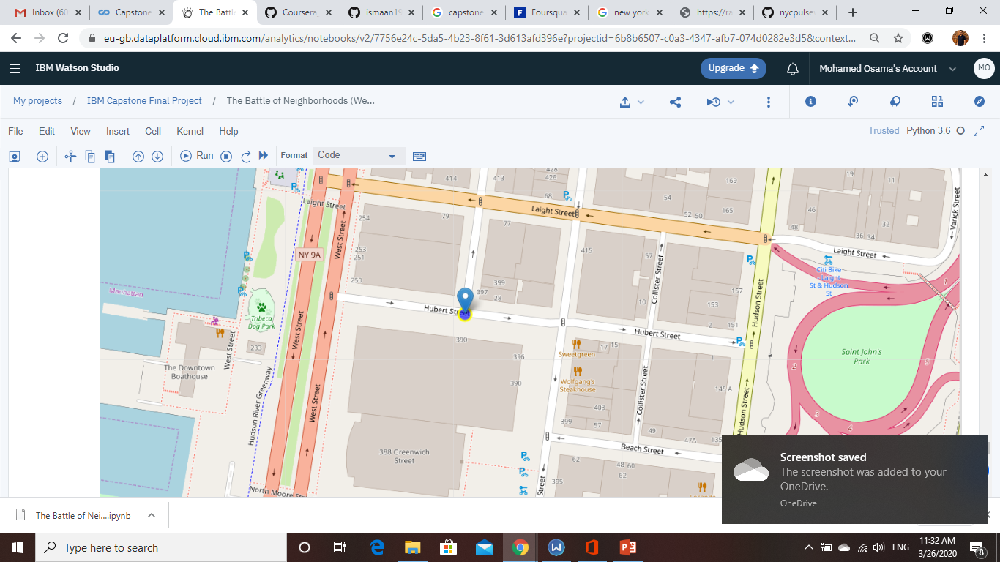 Inbox (60
Capstone
The Battl
Coursera_
ismaan19
capstone
Foursqua
new york
https://ra
nycpulse
eu-gb.dataplatform.cloud.ibm.com/analytics/notebooks/v2/7756e24c-5da5-4b23-8f61-3d613afd396e?projectid=6b8b6507-c0a3-4347-afb7-074d0282e3d5&context...
IBM Watson Studio
Upgrade
Mohamed Osama's Account
MO
My projects / IBM Capstone Final Project / The Battle of Neighborhoods (We...
File Edit View Insert Cell Kernel Help
Trusted | Python 3.6
Run
Format
Code
414
413
428
426
169
19
11
68
54
Laight Street
79
254
Laight Street
52 50
165
46
48
32
36 34
Varick Street
77
West Street
NY 9A
253
251
415
57
Laight Street
Citi Bike
Laight
St & Hudson
St
1
250
399
397
28
157
153
10
Collister Street
Hudson Street
Manhattan
Hubert Street
2
151
Tribeca
Dog Park
West Street
390
Hubert Street
Saint John's
Park
233
West Street
396
17
15
Sweetgreen
1
2
5
The Downtown
Boathouse
390
Wolfgang's
Steakhouse
Collister Street
145 A
Hudson River Greenway
West Street
403
Hudson Street
399
57
49
47A
135
3
4
388 Greenwich
Street
Beach Street
62
48 60
62
395
Street
North Moore Stre
Screenshot saved
The screenshot was added to your
OneDrive.
OneDrive
The Battle of Nei....ipynb
Type here to search
ENG
11:32 AM
3/26/2020
8